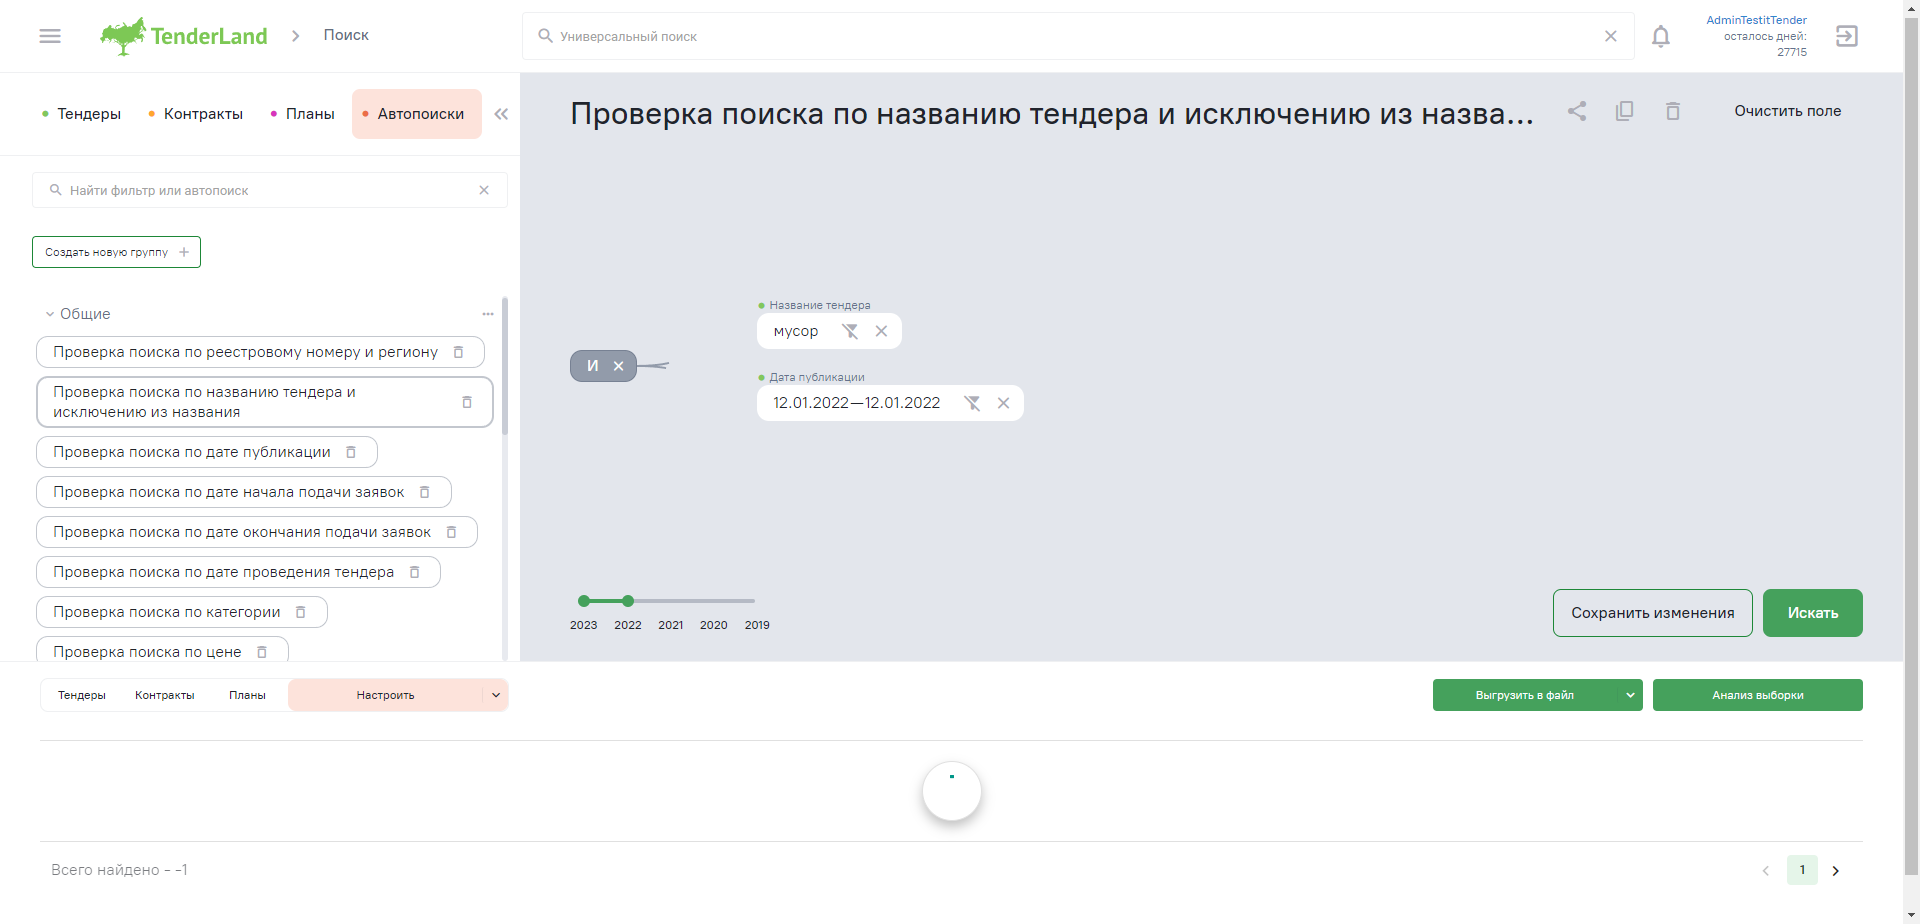 TenderLand
Поиск
Универсальный поиск
AdminTestitTender
осталось дней:
27715
Тендеры
Контракты
Планы
Автопоиски
Проверка поиска по названию тендера и исключению из назва...
Очистить поле
Найти фильтр или автопоиск
Создать новую группу
Общие
Проверка поиска по реестровому номеру и региону
Проверка поиска по названию тендера и
исключению из названия
Проверка поиска по дате публикации
Проверка поиска по дате начала подачи заявок
Проверка поиска по дате окончания подачи заявок
Проверка поиска по дате проведения тендера
Проверка поиска по категории
Проверка поиска по цене
И
Название тендера
мусор
Дата публикации
12.01.2022—12.01.2022
2023 2022 2021 2020 2019
Сохранить изменения
Искать
Тендеры
Контракты
Планы
Настроить
Выгрузить в файл
Анализ выборки
Всего найдено - -1
1